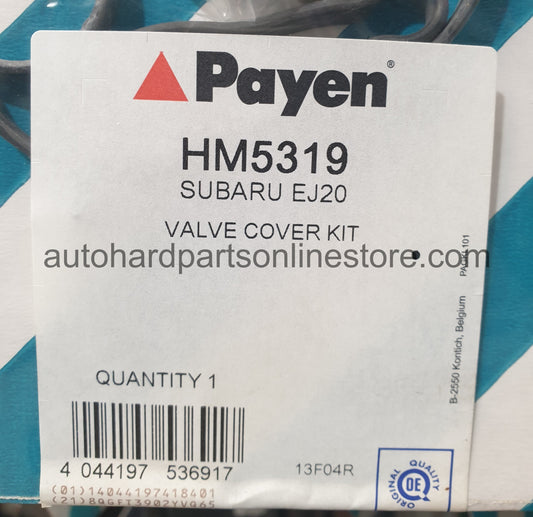 Payen®
HM5319
SUBARU EJ20
VALVE COVER KIT
autohardpartsonlinestore.com
B-2550 Kontich, Belgium
QUANTITY 1
4 044197 536917
13F04R
ORIGINAL QUALITY
OE
(01)14044197418401